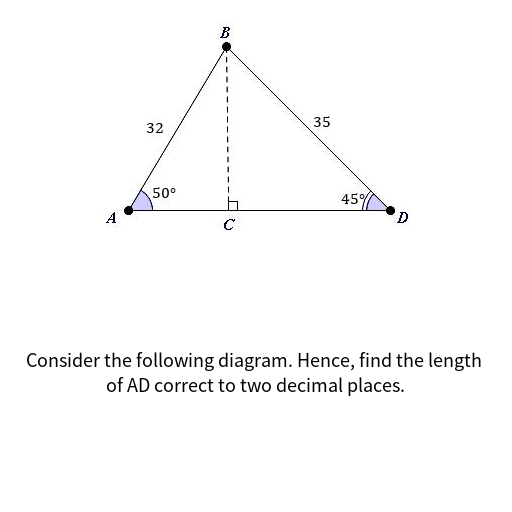 B
32
35
50°
45°
A
C
D
Consider the following diagram. Hence, find the length
of AD correct to two decimal places.